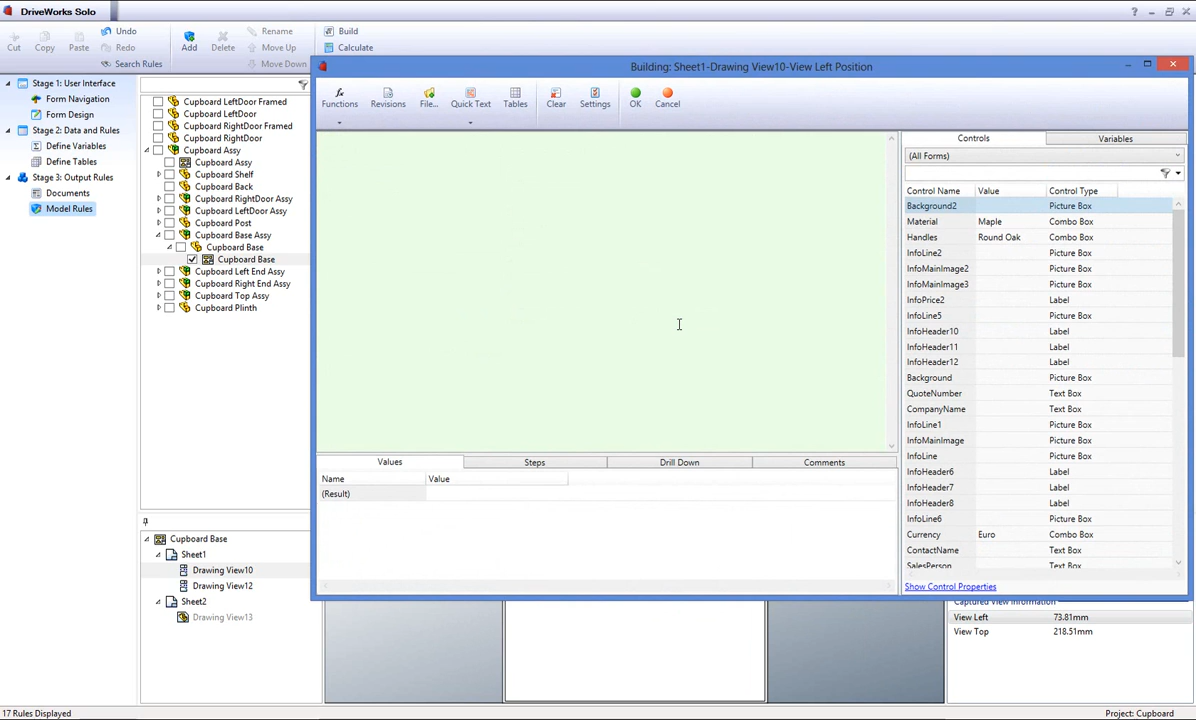 DriveWorks Solo
Cut
Copy
Paste
Undo
Redo
Search Rules
Add
Delete
Rename
Move Up
Move Down
Build
Calculate
Stage 1: User Interface
Form Navigation
Form Design
Stage 2: Data and Rules
Define Variables
Define Tables
Stage 3: Output Rules
Documents
Model Rules
Cupboard LeftDoor Framed
Cupboard LeftDoor
Cupboard RightDoor Framed
Cupboard RightDoor
Cupboard Assy
Cupboard Assy
Cupboard Shelf
Cupboard Back
Cupboard RightDoor Assy
Cupboard LeftDoor Assy
Cupboard Post
Cupboard Base Assy
Cupboard Base
Cupboard Base
Cupboard Left End Assy
Cupboard Right End Assy
Cupboard Top Assy
Cupboard Plinth
Cupboard Base
Sheet1
Drawing View10
Drawing View12
Sheet2
Drawing View13
Building: Sheet1-Drawing View10-View Left Position
Functions
Revisions
File...
Quick Text
Tables
Clear
Settings
OK
Cancel
Values
Steps
Drill Down
Comments
Name Value
(Result)
Controls
Variables
(All Forms)
Control Name Value Control Type
Background2 Picture Box
Material Maple Combo Box
Handles Round Oak Combo Box
InfoLine2 Picture Box
InfoMainImage2 Picture Box
InfoMainImage3 Picture Box
InfoPrice2 Label
InfoLine5 Picture Box
InfoHeader10 Label
InfoHeader11 Label
InfoHeader12 Label
Background Picture Box
QuoteNumber Text Box
CompanyName Text Box
InfoLine1 Picture Box
InfoMainImage Picture Box
InfoLine Picture Box
InfoHeader6 Label
InfoHeader7 Label
InfoHeader8 Label
InfoLine6 Picture Box
Currency Euro Combo Box
ContactName Text Box
SalesPerson Text Box
Show Control Properties
Captured View Information
View Left 73.81mm
View Top 218.51mm
17 Rules Displayed
Project: Cupboard